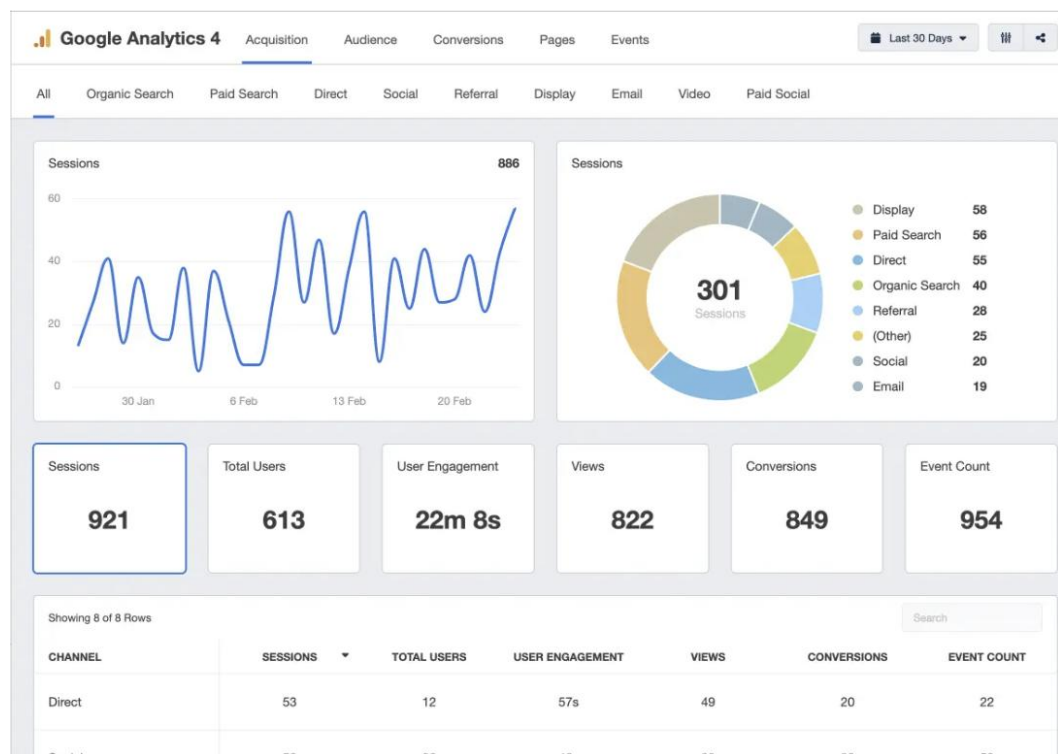 Google Analytics 4 Acquisition Audience Conversions Pages Events Last 30 Days
All Organic Search Paid Search Direct Social Referral Display Email Video Paid Social
Sessions 886
60
40
20
0
30 Jan 6 Feb 13 Feb 20 Feb
Sessions
301
Sessions
Display 58
Paid Search 56
Direct 55
Organic Search 40
Referral 28
(Other) 25
Social 20
Email 19
Sessions
921
Total Users
613
User Engagement
22m 8s
Views
822
Conversions
849
Event Count
954
Showing 8 of 8 Rows Search
CHANNEL SESSIONS TOTAL USERS USER ENGAGEMENT VIEWS CONVERSIONS EVENT COUNT
Direct 53 12 57s 49 20 22